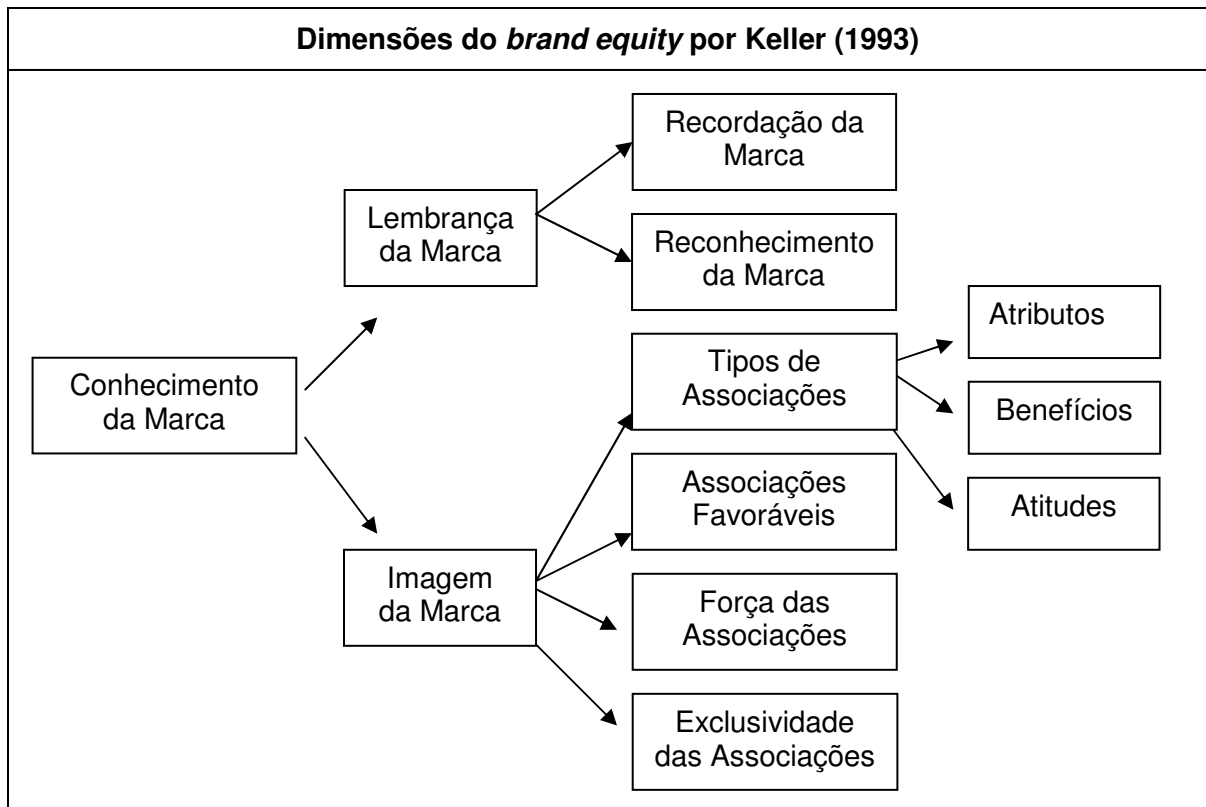 Dimensões do brand equity por Keller (1993)
Recordação da
Marca
Lembrança
da Marca
Reconhecimento
da Marca
Atributos
Conhecimento
da Marca
Tipos de
Associações
Benefícios
Associações
Favoráveis
Atitudes
Imagem
da Marca
Força das
Associações
Exclusividade
das Associações